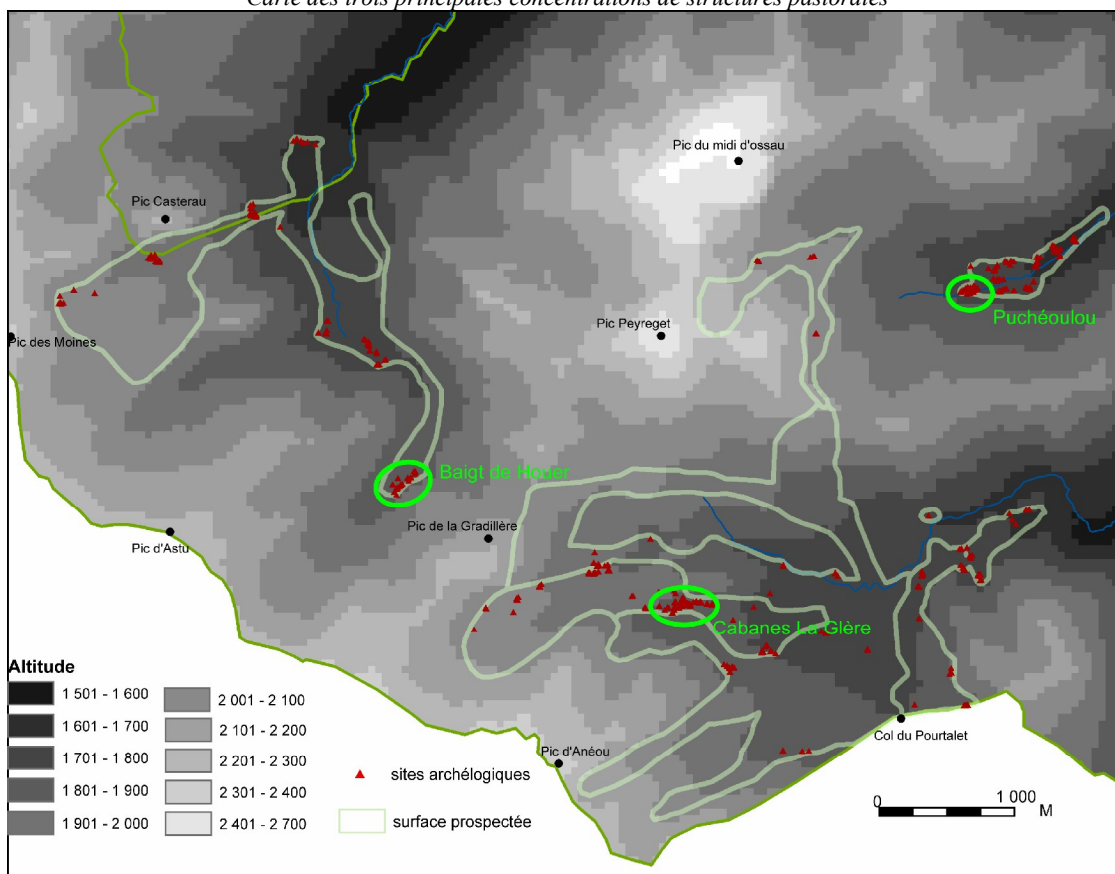 Carte des trois principales concentrations de structures pastorales
Pic du midi d'ossau
Pic Casterau
Puchéoulou
Pic Peyreget
Pic des Moines
Baigt de Houer
Pic de la Gradillère
Pic d'Astu
Cabanes La Glère
Altitude
1 501 - 1 600
1 601 - 1 700
1 701 - 1 800
1 801 - 1 900
1 901 - 2 000
2 001 - 2 100
2 101 - 2 200
2 201 - 2 300
2 301 - 2 400
2 401 - 2 700
Pic d'Anéou
Col du Pourtalet
sites archélogiques
surface prospectée
0 1 000
M